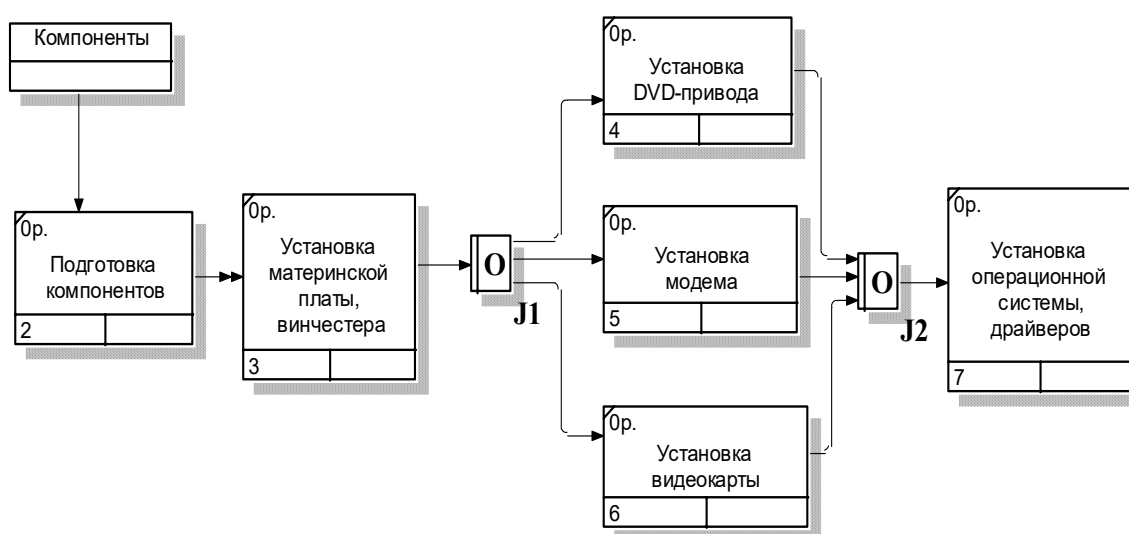 Компоненты
0р.
Подготовка
компонентов
2
0р.
Установка
материнской
платы,
винчестера
3
O
J1
0р.
Установка
DVD-привода
4
0р.
Установка
модема
5
0р.
Установка
видеокарты
6
O
J2
0р.
Установка
операционной
системы,
драйверов
7